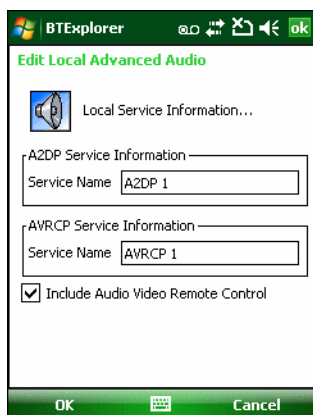 BTExplorer ok
Edit Local Advanced Audio
Local Service Information...
A2DP Service Information
Service Name A2DP 1
AVRCP Service Information
Service Name AVRCP 1
Include Audio Video Remote Control
OK Cancel